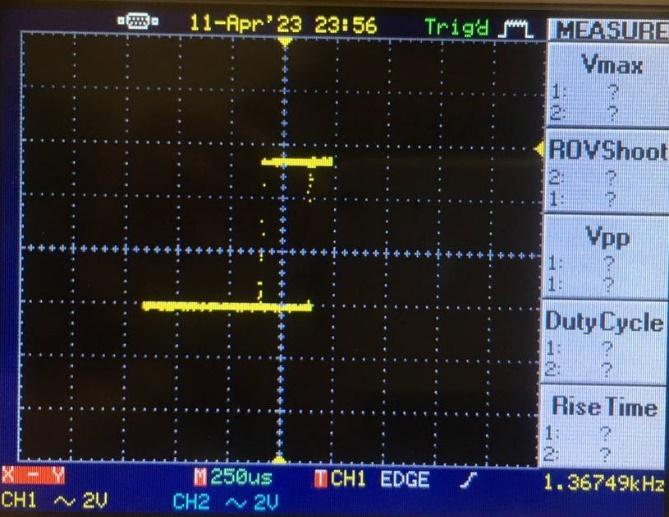 11-Apr'23 23:56 Trig'd MEASURE
Vmax
1: ?
2: ?
ROVShoot
2: ?
1: ?
Vpp
1: ?
1: ?
DutyCycle
1: ?
2: ?
Rise Time
1: ?
2: ?
X - Y M 250us T CH1 EDGE 1.36749kHz
CH1 ~ 2V CH2 ~ 2V